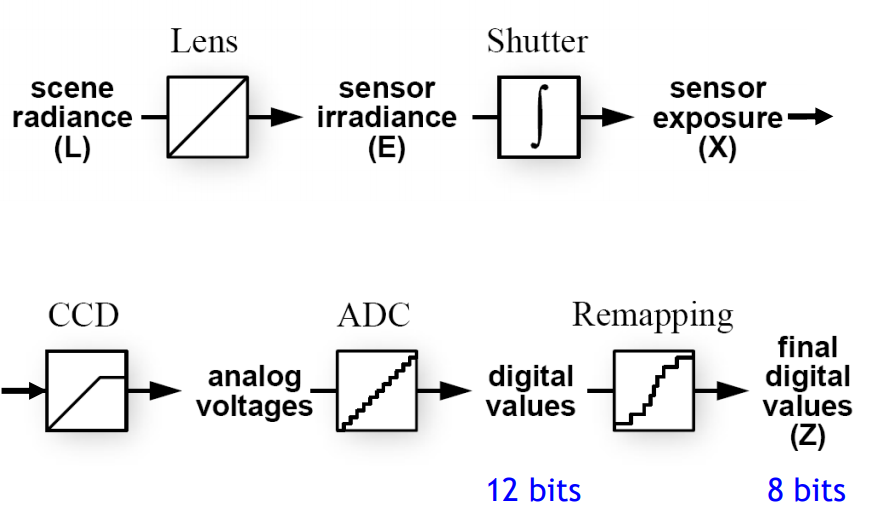 Lens
Shutter
scene
radiance
(L)
sensor
irradiance
(E)
∫
sensor
exposure
(X)
CCD
ADC
Remapping
analog
voltages
digital
values
final
digital
values
(Z)
12 bits
8 bits